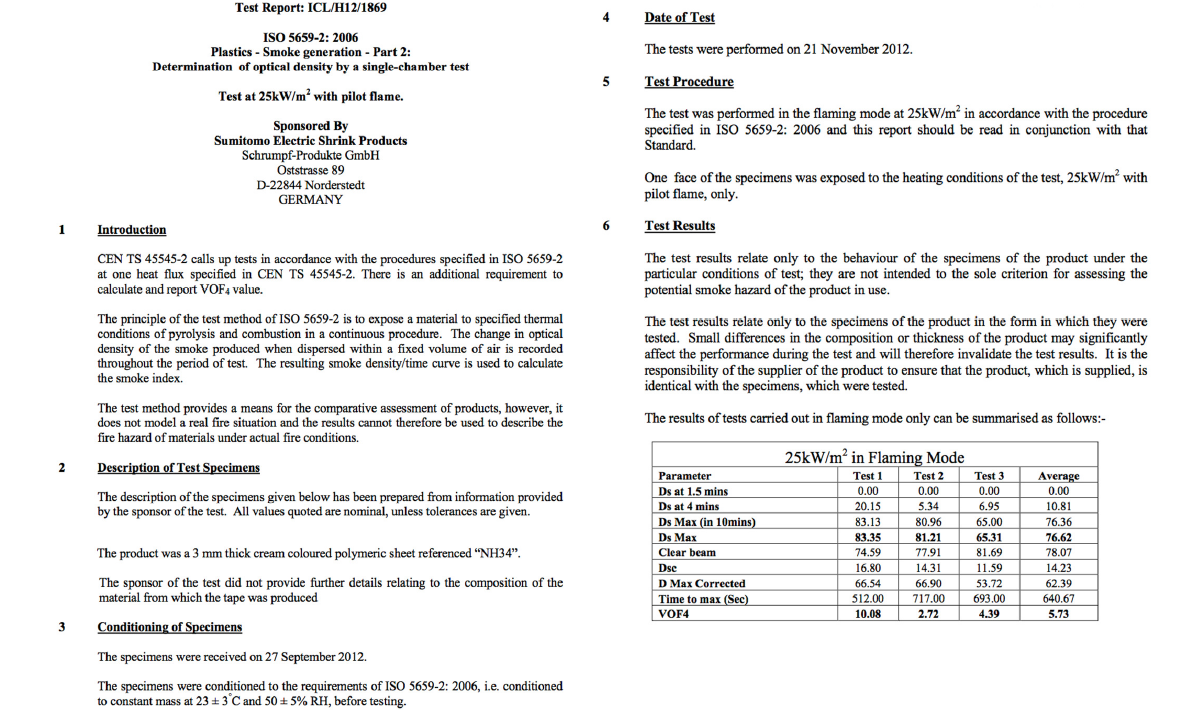 Test Report: ICL/H12/1869
ISO 5659-2: 2006
Plastics - Smoke generation - Part 2:
Determination of optical density by a single-chamber test
Test at 25kW/m² with pilot flame.
Sponsored By
Sumitomo Electric Shrink Products
Schrumpf-Produkte GmbH
Oststrasse 89
D-22844 Norderstedt
GERMANY
1 Introduction
CEN TS 45545-2 calls up tests in accordance with the procedures specified in ISO 5659-2
at one heat flux specified in CEN TS 45545-2. There is an additional requirement to
calculate and report VOF₄ value.
The principle of the test method of ISO 5659-2 is to expose a material to specified thermal
conditions of pyrolysis and combustion in a continuous procedure. The change in optical
density of the smoke produced when dispersed within a fixed volume of air is recorded
throughout the period of test. The resulting smoke density/time curve is used to calculate
the smoke index.
The test method provides a means for the comparative assessment of products, however, it
does not model a real fire situation and the results cannot therefore be used to describe the
fire hazard of materials under actual fire conditions.
2 Description of Test Specimens
The description of the specimens given below has been prepared from information provided
by the sponsor of the test. All values quoted are nominal, unless tolerances are given.
The product was a 3 mm thick cream coloured polymeric sheet referenced “NH34”.
The sponsor of the test did not provide further details relating to the composition of the
material from which the tape was produced
3 Conditioning of Specimens
The specimens were received on 27 September 2012.
The specimens were conditioned to the requirements of ISO 5659-2: 2006, i.e. conditioned
to constant mass at 23 ± 3°C and 50 ± 5% RH, before testing.
4 Date of Test
The tests were performed on 21 November 2012.
5 Test Procedure
The test was performed in the flaming mode at 25kW/m² in accordance with the procedure
specified in ISO 5659-2: 2006 and this report should be read in conjunction with that
Standard.
One face of the specimens was exposed to the heating conditions of the test, 25kW/m² with
pilot flame, only.
6 Test Results
The test results relate only to the behaviour of the specimens of the product under the
particular conditions of test; they are not intended to the sole criterion for assessing the
potential smoke hazard of the product in use.
The test results relate only to the specimens of the product in the form in which they were
tested. Small differences in the composition or thickness of the product may significantly
affect the performance during the test and will therefore invalidate the test results. It is the
responsibility of the supplier of the product to ensure that the product, which is supplied, is
identical with the specimens, which were tested.
The results of tests carried out in flaming mode only can be summarised as follows:-
25kW/m² in Flaming Mode
Parameter Test 1 Test 2 Test 3 Average
Ds at 1.5 mins 0.00 0.00 0.00 0.00
Ds at 4 mins 20.15 5.34 6.95 10.81
Ds Max (in 10mins) 83.13 80.96 65.00 76.36
Ds Max 83.35 81.21 65.31 76.62
Clear beam 74.59 77.91 81.69 78.07
Dsc 16.80 14.31 11.59 14.23
D Max Corrected 66.54 66.90 53.72 62.39
Time to max (Sec) 512.00 717.00 693.00 640.67
VOF4 10.08 2.72 4.39 5.73